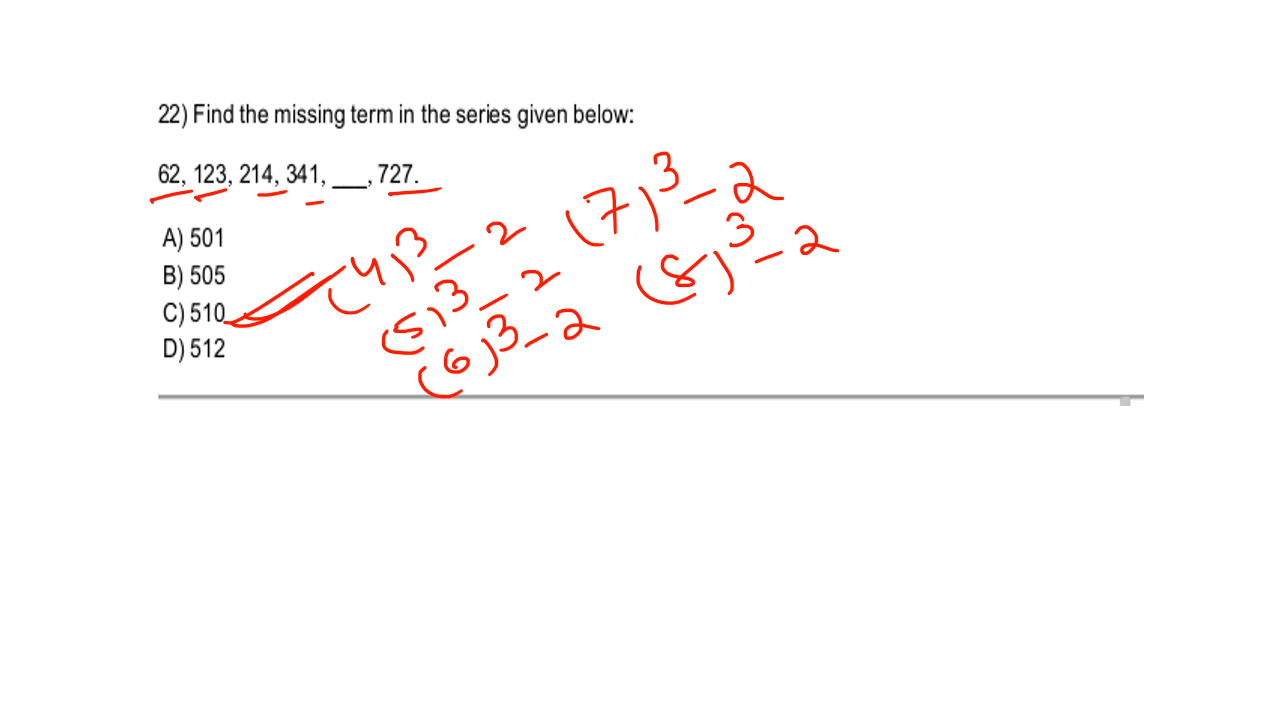 22) Find the missing term in the series given below:
62, 123, 214, 341, ___, 727.
A) 501
B) 505
C) 510
D) 512
(4)³ - 2
(5)³ - 2
(6)³ - 2
(7)³ - 2
(8)³ - 2